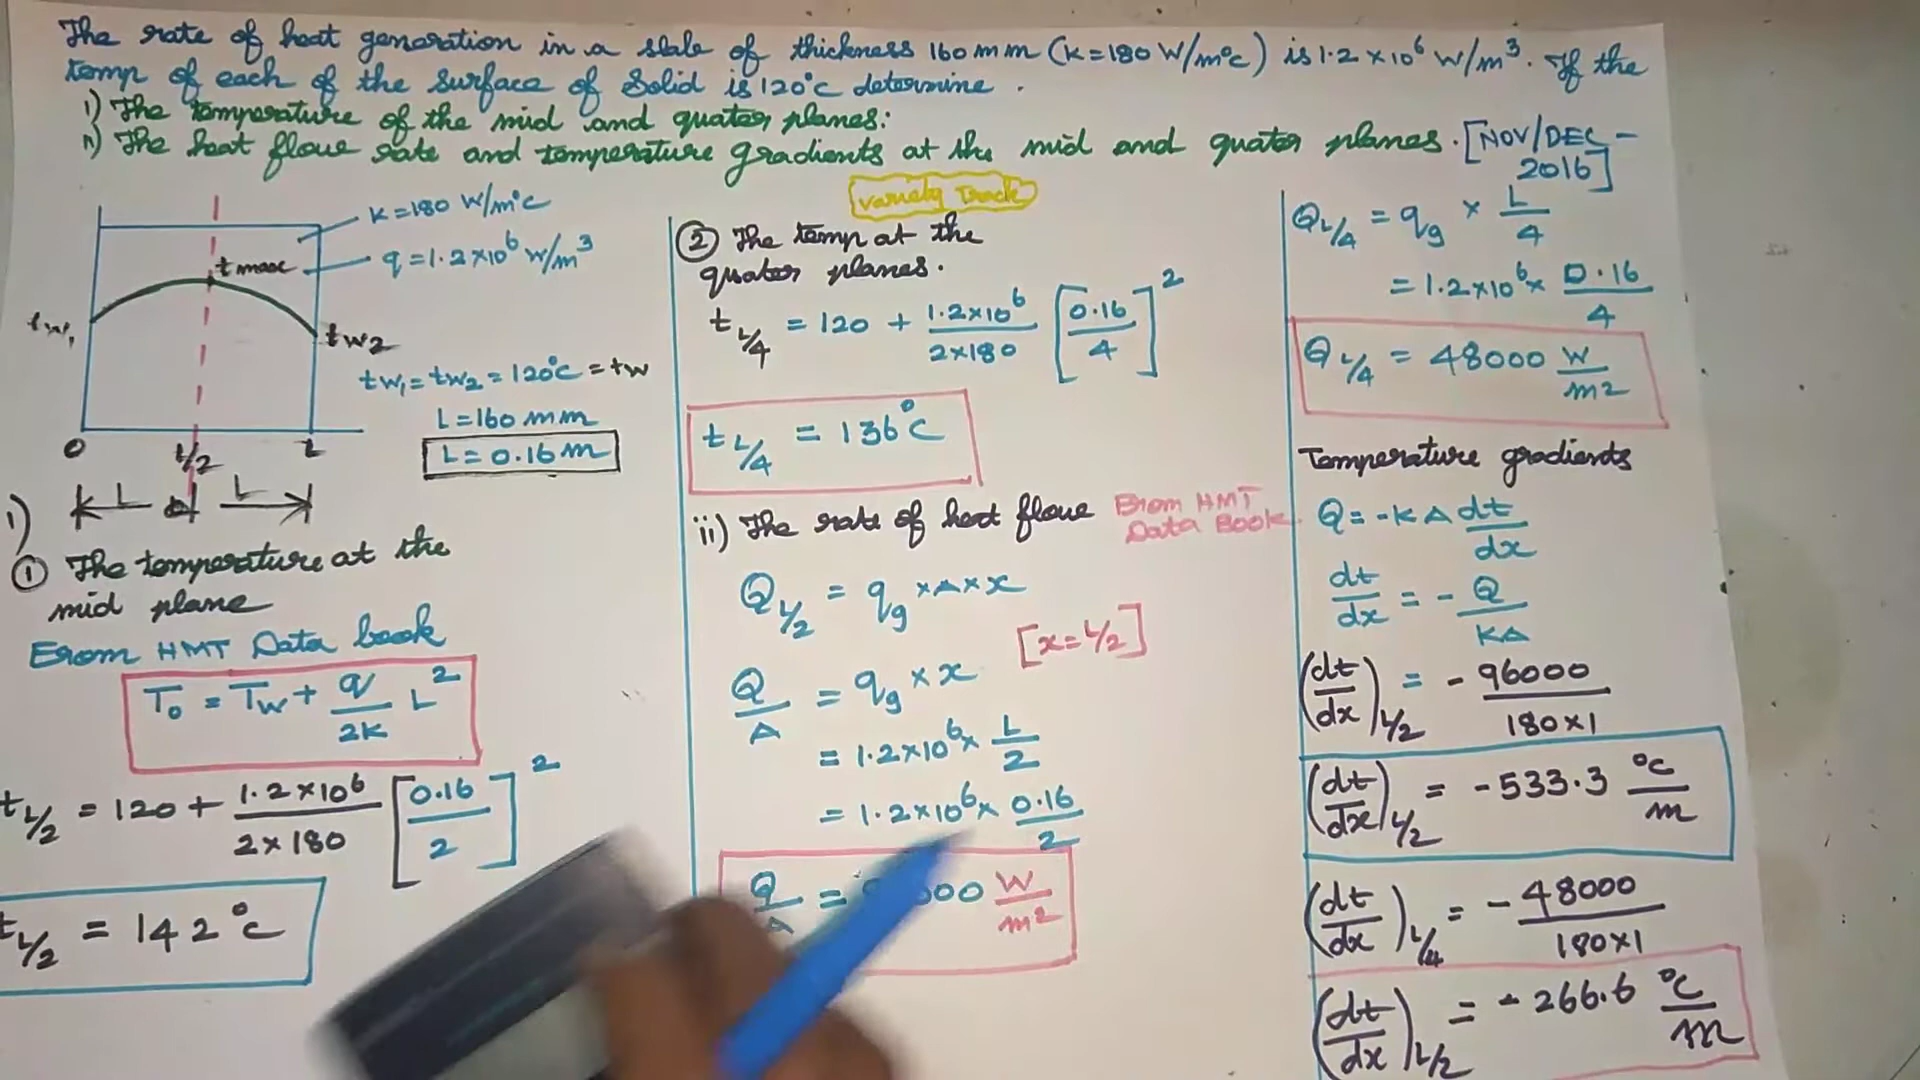 The rate of heat generation in a slab of thickness 160 mm (K=180 W/m°c) is 1.2×10⁶ W/m³. If the
temp of each of the surface of Solid is 120°c determine.
i) The temperature of the mid and quater planes:
ii) The heat flow rate and temperature gradients at the mid and quater planes. [NOV/DEC -
2016]
variety Track
K=180 W/m°c
q=1.2×10⁶ W/m³
tmax
tw₁
tw₂
tw₁=tw₂=120°C=tw
L=160 mm
L=0.16 m
0 L/2 L
L L
i)
① The temperature at the
mid plane
From HMT Data book
T₀ = Tw + q/2K L²
t L/2 = 120 + 1.2×10⁶/2×180 [0.16/2]²
t L/2 = 142°C
② The temp at the
quater planes.
t L/4 = 120 + 1.2×10⁶/2×180 [0.16/4]²
t L/4 = 136°C
ii) The rate of heat flow From HMT
Data Book
Q L/2 = qg × A × x
[x=L/2]
Q/A = qg × x
= 1.2×10⁶ × L/2
= 1.2×10⁶ × 0.16/2
Q/A = 000 W/m²
Q L/4 = qg × L/4
= 1.2×10⁶ × 0.16/4
Q L/4 = 48000 W/m²
Temperature gradients
Q = -KA dt/dx
dt/dx = - Q/KA
(dt/dx) L/2 = - 96000/180×1
(dt/dx) L/2 = -533.3 °C/m
(dt/dx) L/4 = - 48000/180×1
(dt/dx) L/2 = - 266.6 °C/m